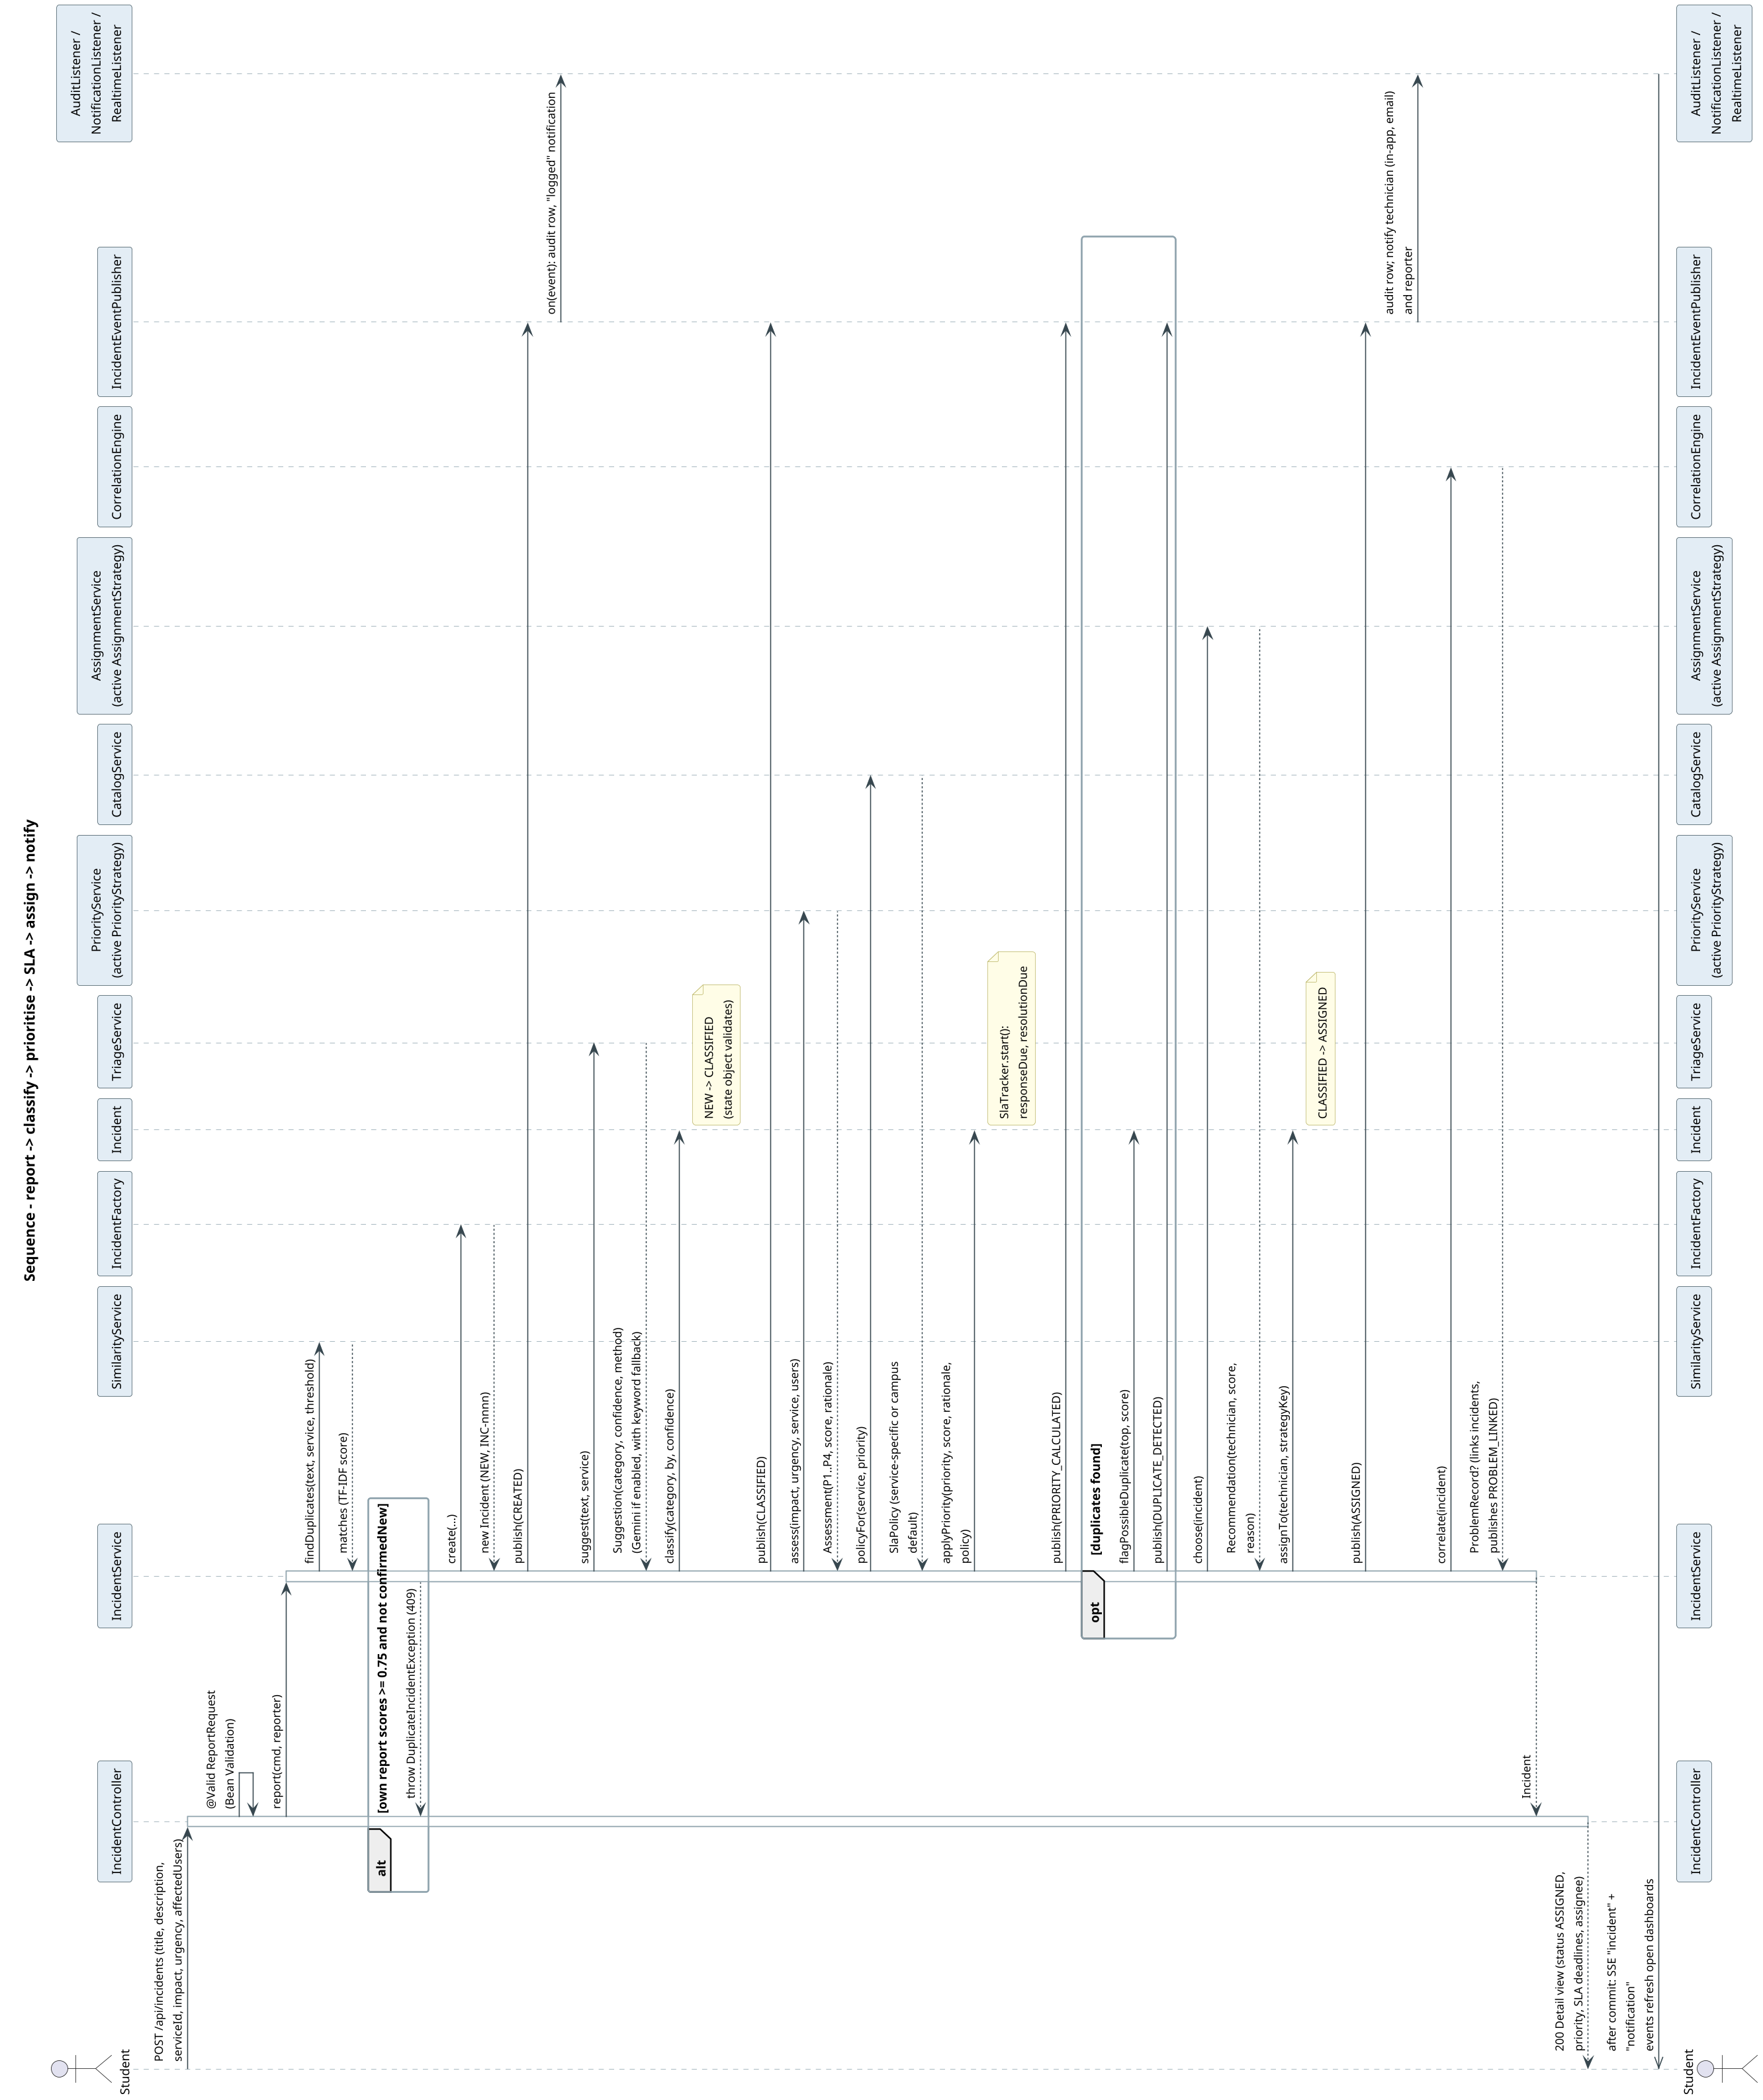 Sequence - report -> classify -> prioritise -> SLA -> assign -> notify
Student
IncidentController
IncidentService
SimilarityService
IncidentFactory
Incident
TriageService
PriorityService
(active PriorityStrategy)
CatalogService
AssignmentService
(active AssignmentStrategy)
CorrelationEngine
IncidentEventPublisher
AuditListener /
NotificationListener /
RealtimeListener
POST /api/incidents (title, description,
serviceId, impact, urgency, affectedUsers)
@Valid ReportRequest
(Bean Validation)
report(cmd, reporter)
findDuplicates(text, service, threshold)
matches (TF-IDF score)
alt
[own report scores >= 0.75 and not confirmedNew]
throw DuplicateIncidentException (409)
create(...)
new Incident (NEW, INC-nnnn)
publish(CREATED)
on(event): audit row, "logged" notification
suggest(text, service)
Suggestion(category, confidence, method)
(Gemini if enabled, with keyword fallback)
classify(category, by, confidence)
NEW -> CLASSIFIED
(state object validates)
publish(CLASSIFIED)
assess(impact, urgency, service, users)
Assessment(P1..P4, score, rationale)
policyFor(service, priority)
SlaPolicy (service-specific or campus
default)
applyPriority(priority, score, rationale,
policy)
SlaTracker.start():
responseDue, resolutionDue
publish(PRIORITY_CALCULATED)
opt
[duplicates found]
flagPossibleDuplicate(top, score)
publish(DUPLICATE_DETECTED)
choose(incident)
Recommendation(technician, score,
reason)
assignTo(technician, strategyKey)
CLASSIFIED -> ASSIGNED
publish(ASSIGNED)
audit row; notify technician (in-app, email)
and reporter
correlate(incident)
ProblemRecord? (links incidents,
publishes PROBLEM_LINKED)
Incident
200 Detail view (status ASSIGNED,
priority, SLA deadlines, assignee)
after commit: SSE "incident" +
"notification"
events refresh open dashboards
Student
IncidentController
IncidentService
SimilarityService
IncidentFactory
Incident
TriageService
PriorityService
(active PriorityStrategy)
CatalogService
AssignmentService
(active AssignmentStrategy)
CorrelationEngine
IncidentEventPublisher
AuditListener /
NotificationListener /
RealtimeListener